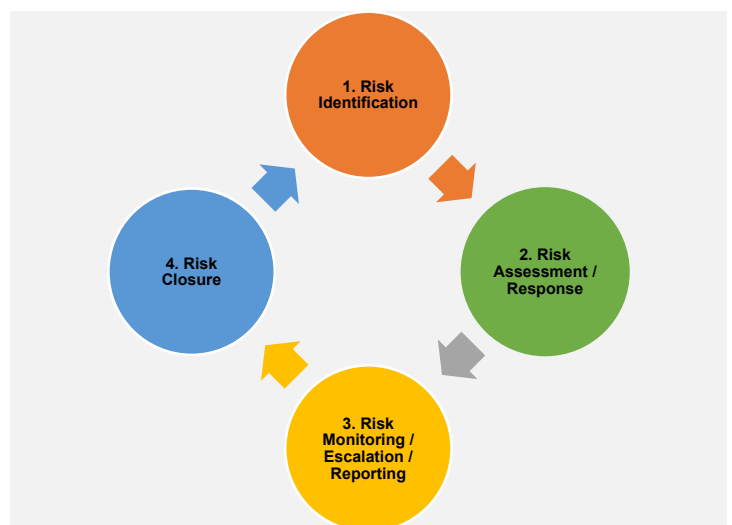 1. Risk
Identification
2. Risk
Assessment /
Response
3. Risk
Monitoring /
Escalation /
Reporting
4. Risk
Closure